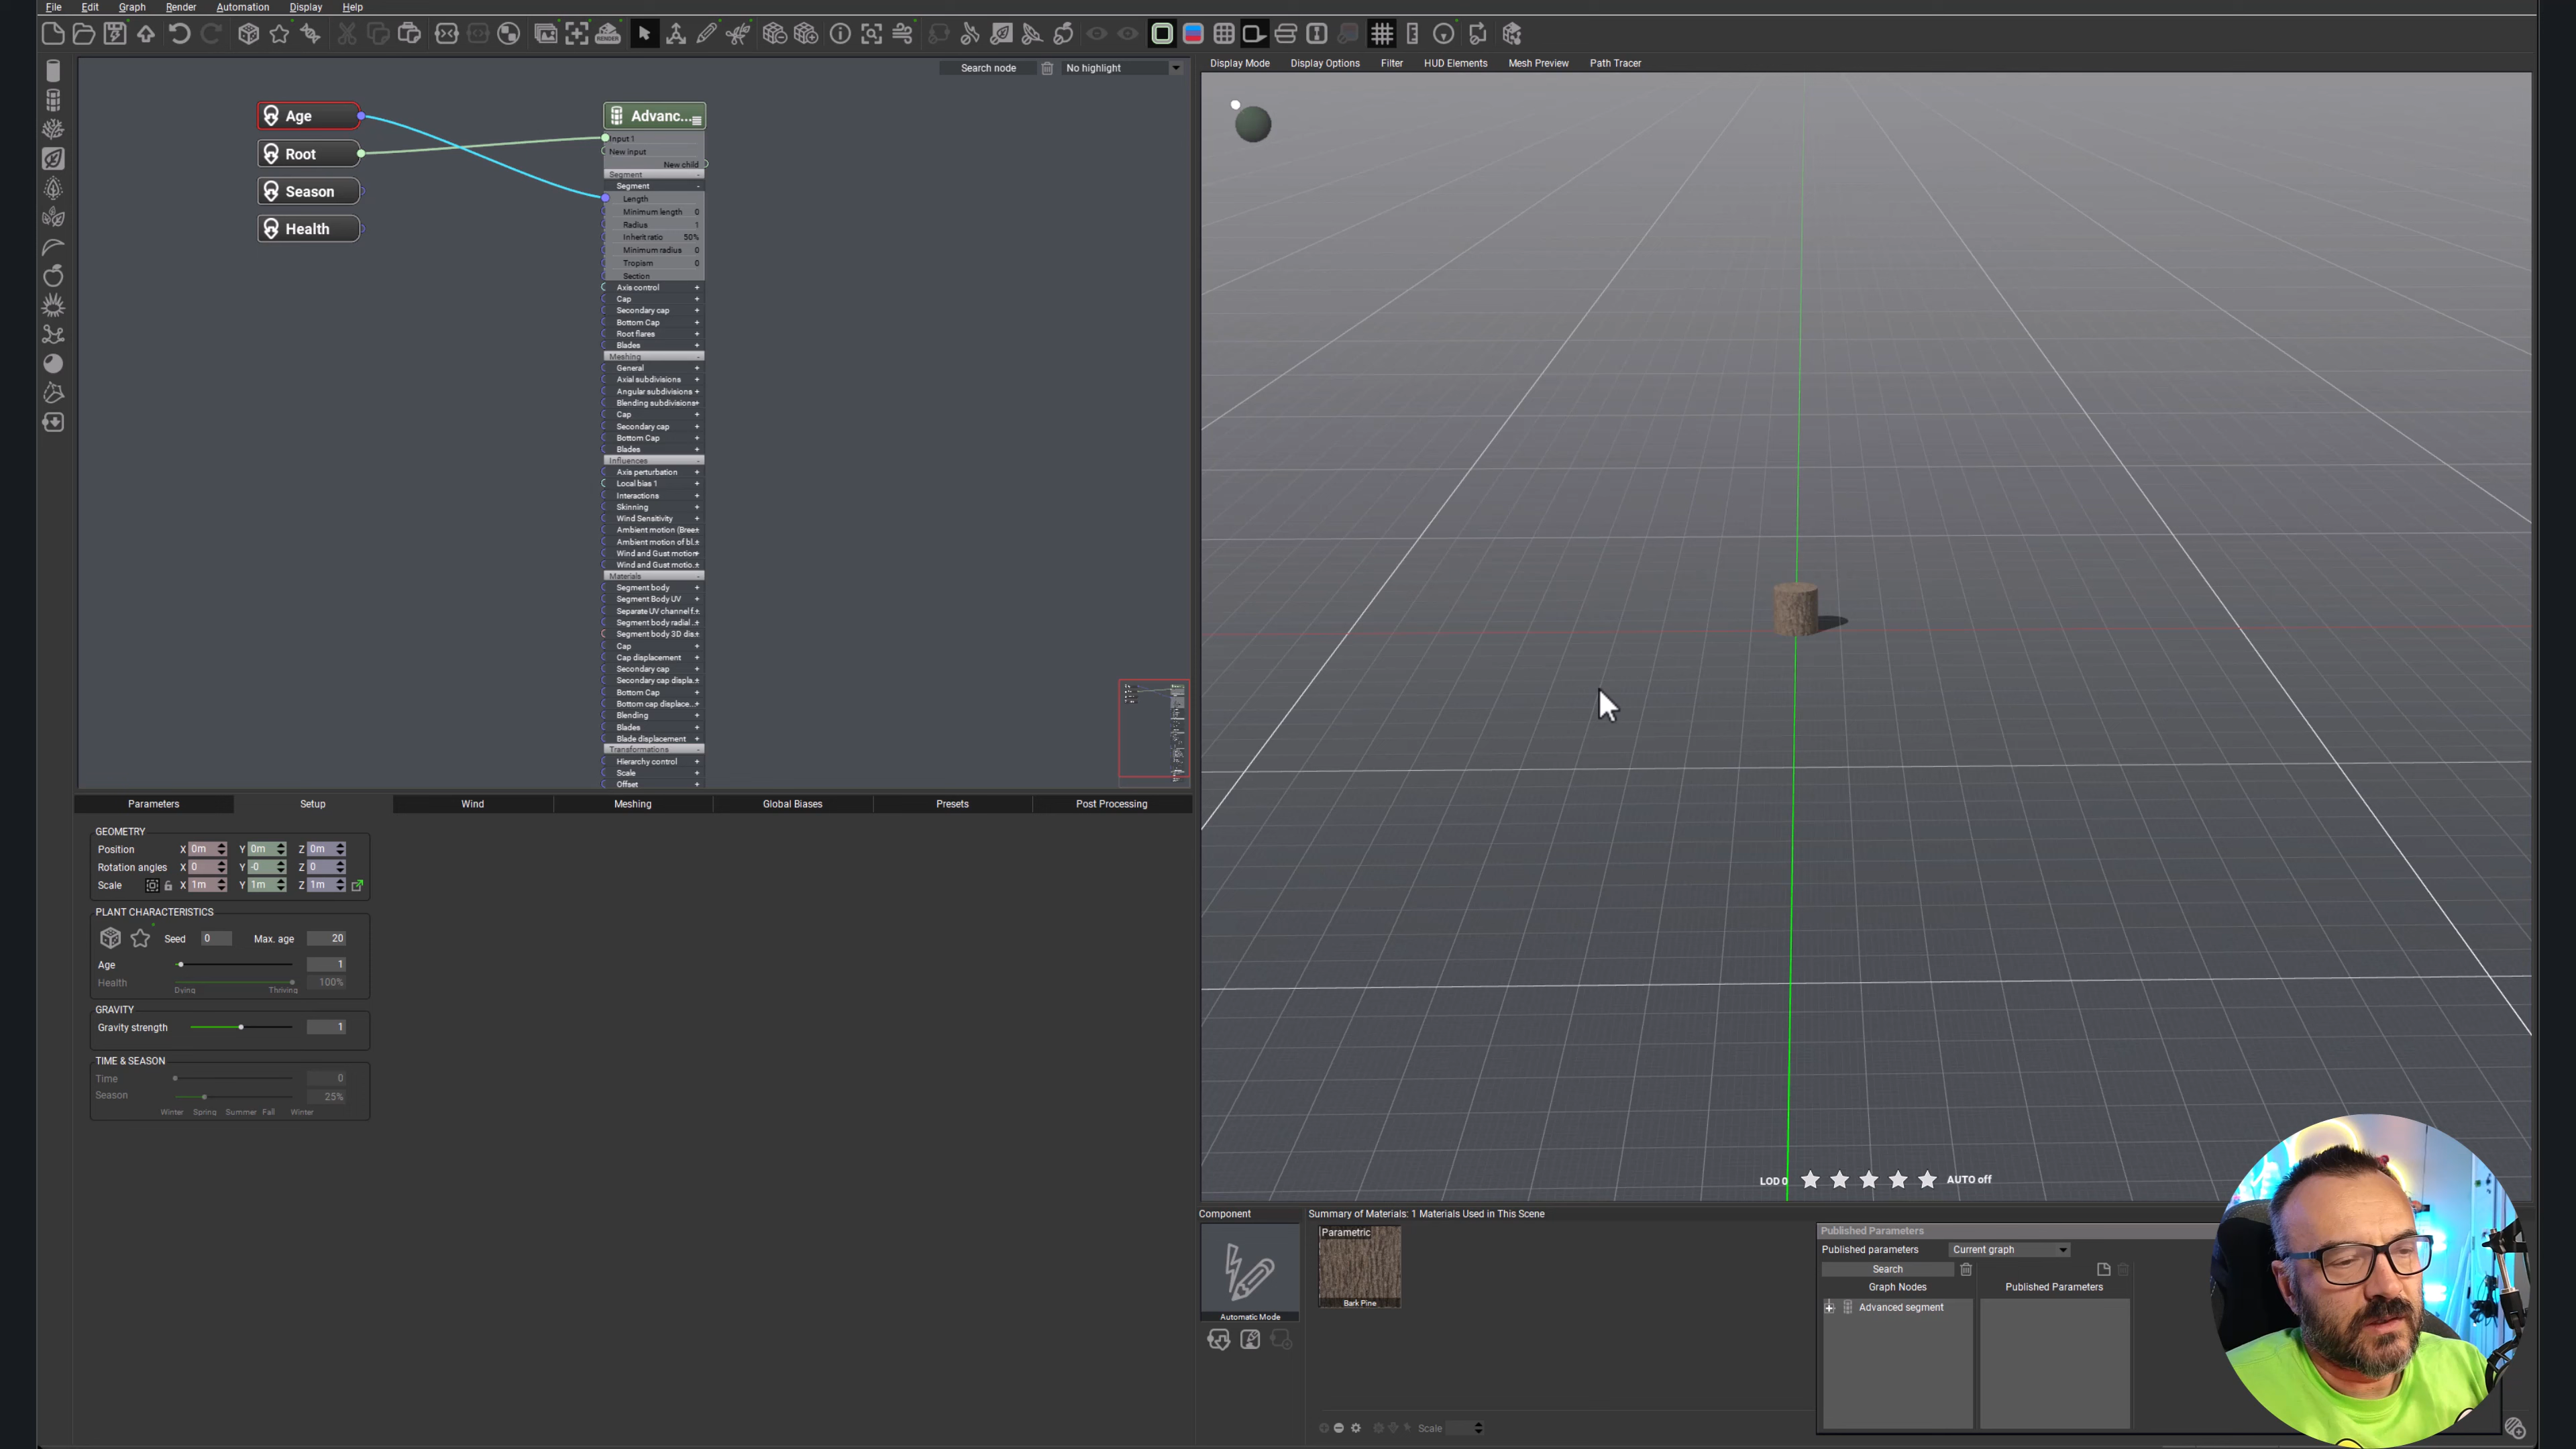 File Edit Graph Render Automation Display Help
Search node No highlight
Display Mode Display Options Filter HUD Elements Mesh Preview Path Tracer
Age
Root
Season
Health
Advanc...
Input 1
New input
New child
Segment -
Segment -
Length
Minimum length 0
Radius 1
Inherit ratio 50%
Minimum radius 0
Tropism 0
Section
Axis control +
Cap +
Secondary cap +
Bottom Cap +
Root flares +
Blades +
Meshing -
General +
Axial subdivisions +
Angular subdivisions +
Blending subdivisions+
Cap +
Secondary cap +
Bottom Cap +
Blades +
Influences -
Axis perturbation +
Local bias 1 +
Interactions +
Skinning +
Wind Sensitivity +
Ambient motion (Bree+
Ambient motion of bl.+
Wind and Gust motion+
Wind and Gust motio..+
Materials -
Segment body +
Segment Body UV +
Separate UV channel f..+
Segment body radial ..+
Segment body 3D dis.+
Cap +
Cap displacement +
Secondary cap +
Secondary cap displa..+
Bottom Cap +
Bottom cap displace...+
Blending +
Blades +
Blade displacement +
Transformations -
Hierarchy control +
Scale +
Offset +
Parameters Setup Wind Meshing Global Biases Presets Post Processing
GEOMETRY
Position X 0m Y 0m Z 0m
Rotation angles X 0 Y -0 Z 0
Scale X 1m Y 1m Z 1m
PLANT CHARACTERISTICS
Seed 0 Max. age 20
Age 1
Health 100%
Dying Thriving
GRAVITY
Gravity strength 1
TIME & SEASON
Time 0
Season 25%
Winter Spring Summer Fall Winter
LOD 0 AUTO off
Component Summary of Materials: 1 Materials Used in This Scene
Parametric
Bark Pine
Automatic Mode
Scale
Published Parameters
Published parameters Current graph
Search
Graph Nodes Published Parameters
Advanced segment